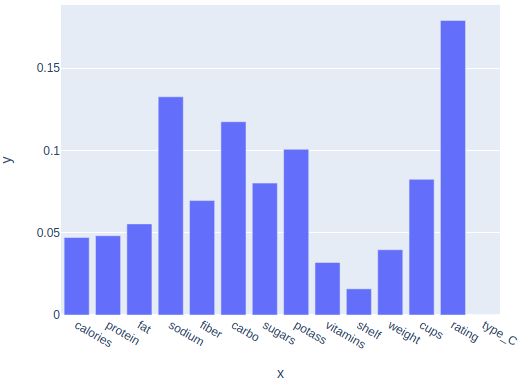 0.15
0.1
0.05
0
y
calories
protein
fat
sodium
fiber
carbo
sugars
potass
vitamins
shelf
weight
cups
rating
type_C
x